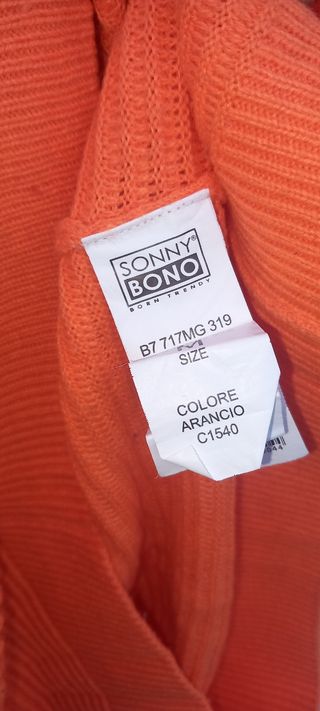 SONNY
BONO
BORN TRENDY
B7 717MG 319
SIZE
COLORE
ARANCIO
C1540